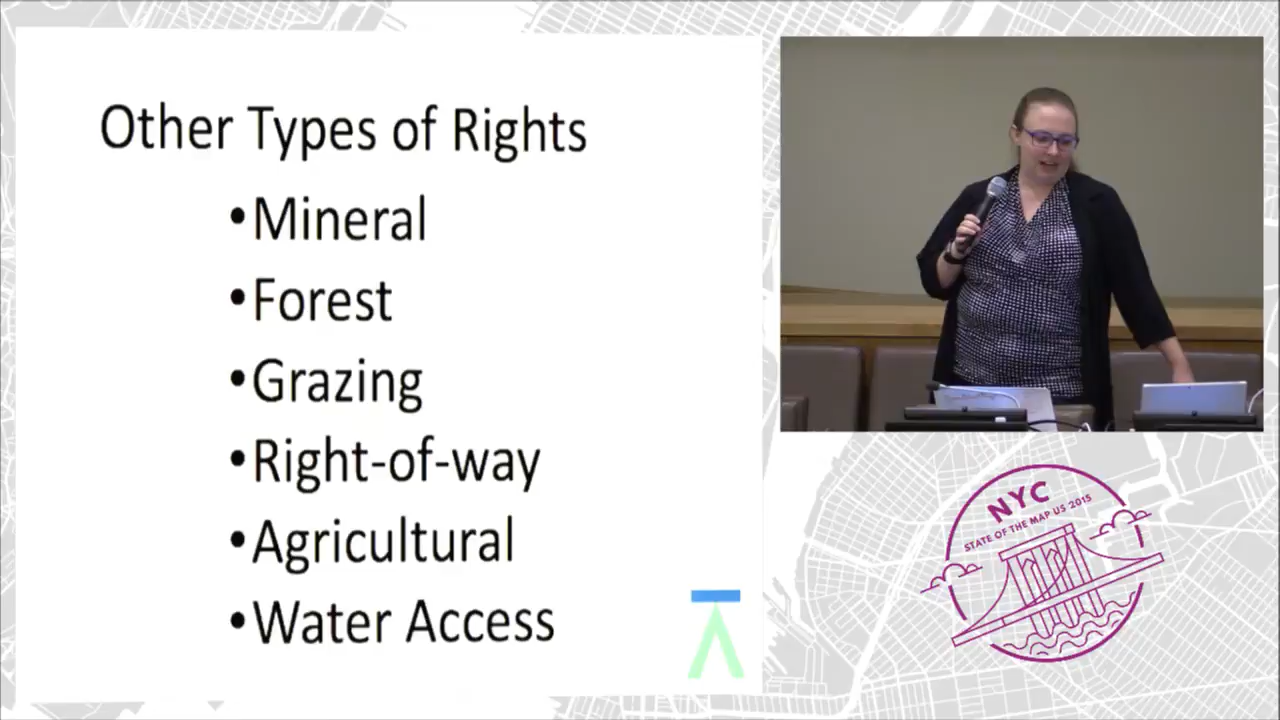 Other Types of Rights
•Mineral
•Forest
•Grazing
•Right-of-way
•Agricultural
•Water Access
NYC
STATE OF THE MAP US 2015